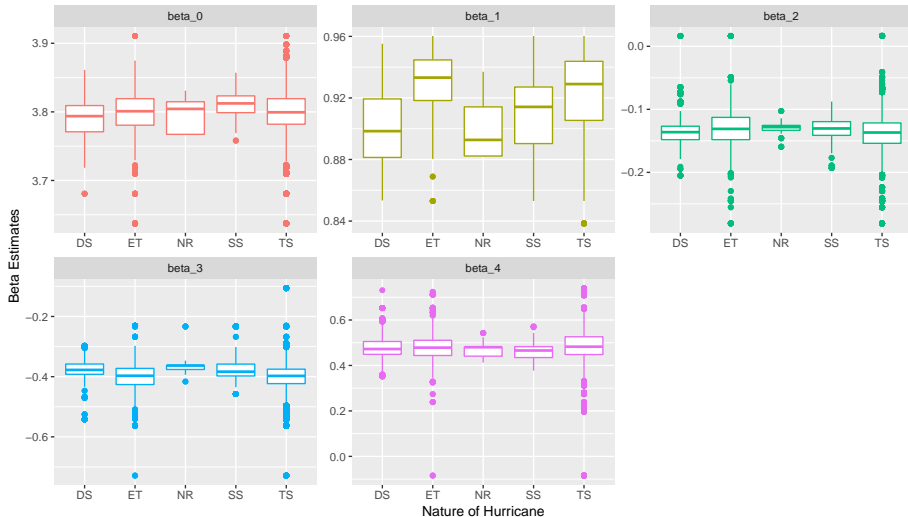 beta_0 beta_1 beta_2
3.9
3.8
3.7
0.96
0.92
0.88
0.84
0.0
−0.1
−0.2
DS ET NR SS TS DS ET NR SS TS DS ET NR SS TS
Beta Estimates
beta_3 beta_4
−0.2
−0.4
−0.6
0.6
0.4
0.2
0.0
DS ET NR SS TS DS ET NR SS TS
Nature of Hurricane